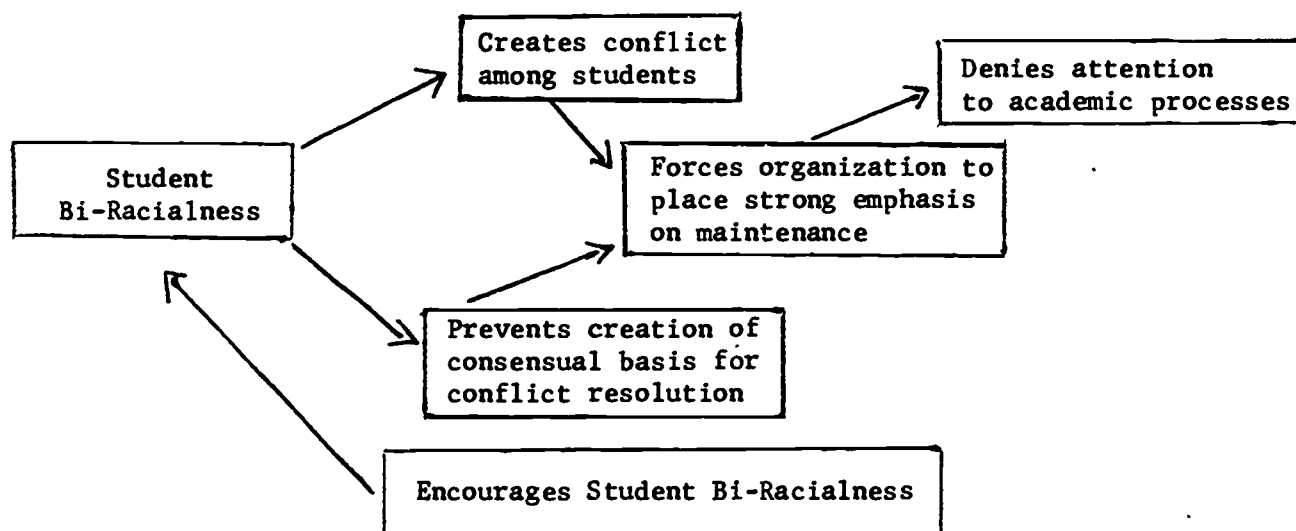 Creates conflict
among students
Denies attention
to academic processes
Student
Bi-Racialness
Forces organization to
place strong emphasis
on maintenance
Prevents creation of
consensual basis for
conflict resolution
Encourages Student Bi-Racialness